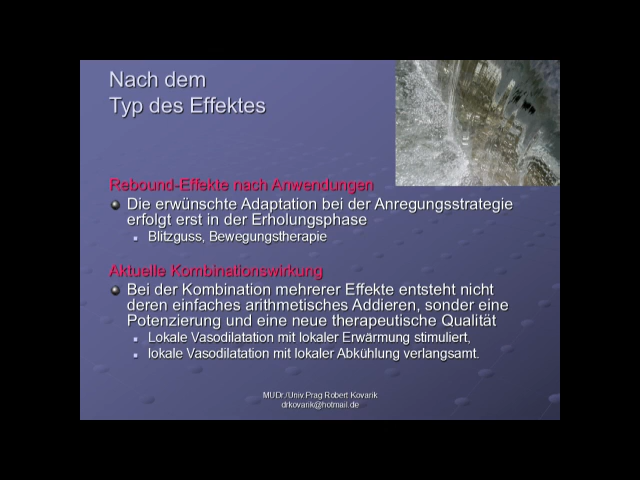 Nach dem
Typ des Effektes
Rebound-Effekte nach Anwendungen
Die erwünschte Adaptation bei der Anregungsstrategie
erfolgt erst in der Erholungsphase
Blitzguss, Bewegungstherapie
Aktuelle Kombinationswirkung
Bei der Kombination mehrerer Effekte entsteht nicht
deren einfaches arithmetisches Addieren, sonder eine
Potenzierung und eine neue therapeutische Qualität
Lokale Vasodilatation mit lokaler Erwärmung stimuliert,
lokale Vasodilatation mit lokaler Abkühlung verlangsamt.
MUDr./Univ Prag Robert Kovarik
drkovarik@hotmail.de